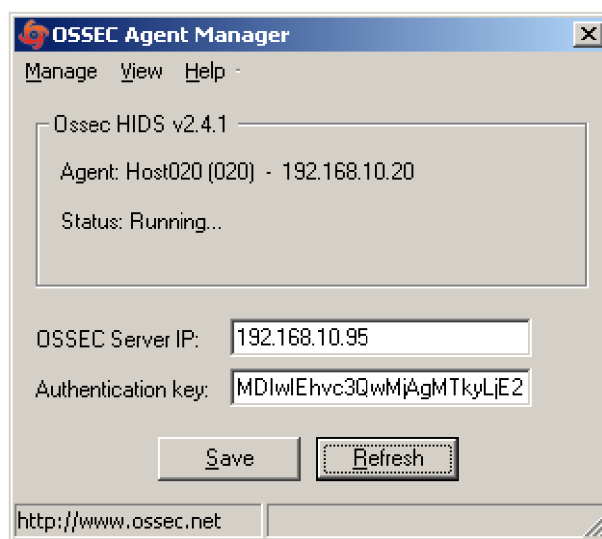 OSSEC Agent Manager
Manage View Help
Ossec HIDS v2.4.1
Agent: Host020 (020) - 192.168.10.20
Status: Running...
OSSEC Server IP: 192.168.10.95
Authentication key: MDIwIEhvc3QwMjAgMTkyLjE2
Save Refresh
http://www.ossec.net